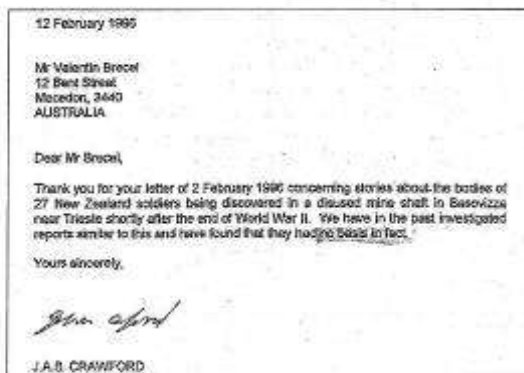 12 February 1996
Mr Valentin Brecel
12 Bent Street
Macedon, 3440
AUSTRALIA
Dear Mr Brecel,
Thank you for your letter of 2 February 1996 concerning stories about the bodies of
27 New Zealand soldiers being discovered in a disused mine shaft in Basovizza
near Trieste shortly after the end of World War II. We have in the past investigated
reports similar to this and have found that they had no basis in fact.
Yours sincerely,
J.A.B. CRAWFORD